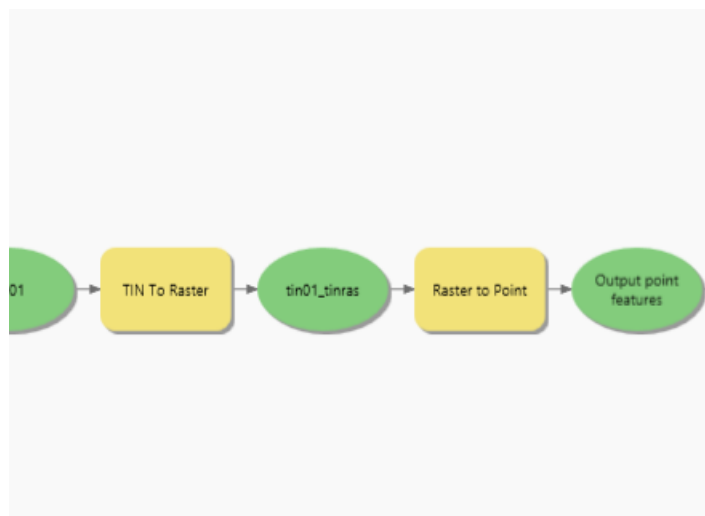 01
TIN To Raster
tin01_tinras
Raster to Point
Output point
features